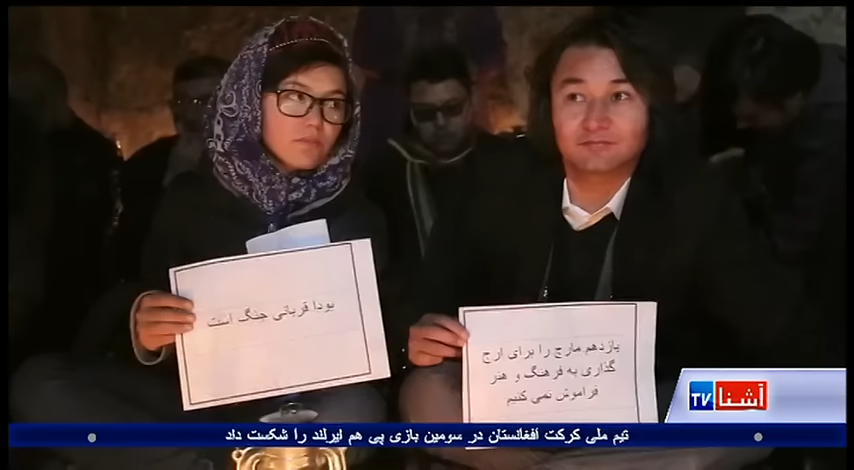 بودا قربانی جنگ است
یازدهم مارچ را برای ارج
گذاری به فرهنگ و هنر
فراموش نمی کنیم
TV آشنا
تیم ملی کرکت افغانستان در سومین بازی پی هم ایرلند را شکست داد